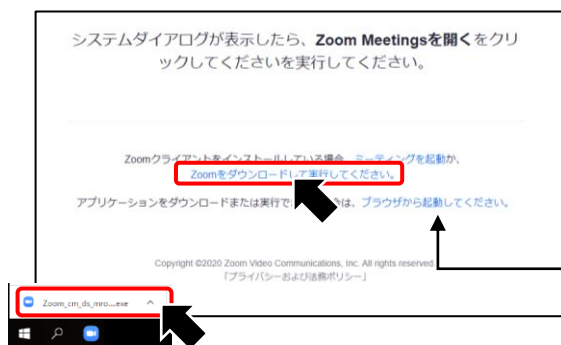 システムダイアログが表示したら、Zoom Meetingsを開くをクリ
ックしてくださいを実行してください。
Zoomクライアントをインストールしている場合、ミーティングを起動か、
Zoomをダウンロードして実行してください。
アプリケーションをダウンロードまたは実行で は、ブラウザから起動してください。
Copyright ©2020 Zoom Video Communications, Inc. All rights reserved.
「プライバシーおよび法務ポリシー」
Zoom_cm_ds_mro....exe